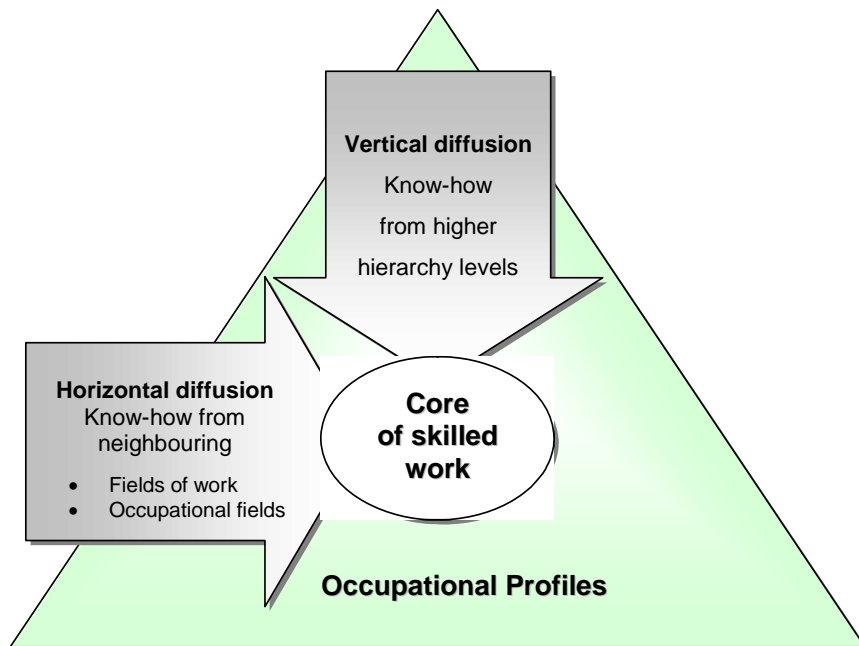 Vertical diffusion
Know-how
from higher
hierarchy levels
Horizontal diffusion
Know-how from
neighbouring
• Fields of work
• Occupational fields
Core
of skilled
work
Occupational Profiles